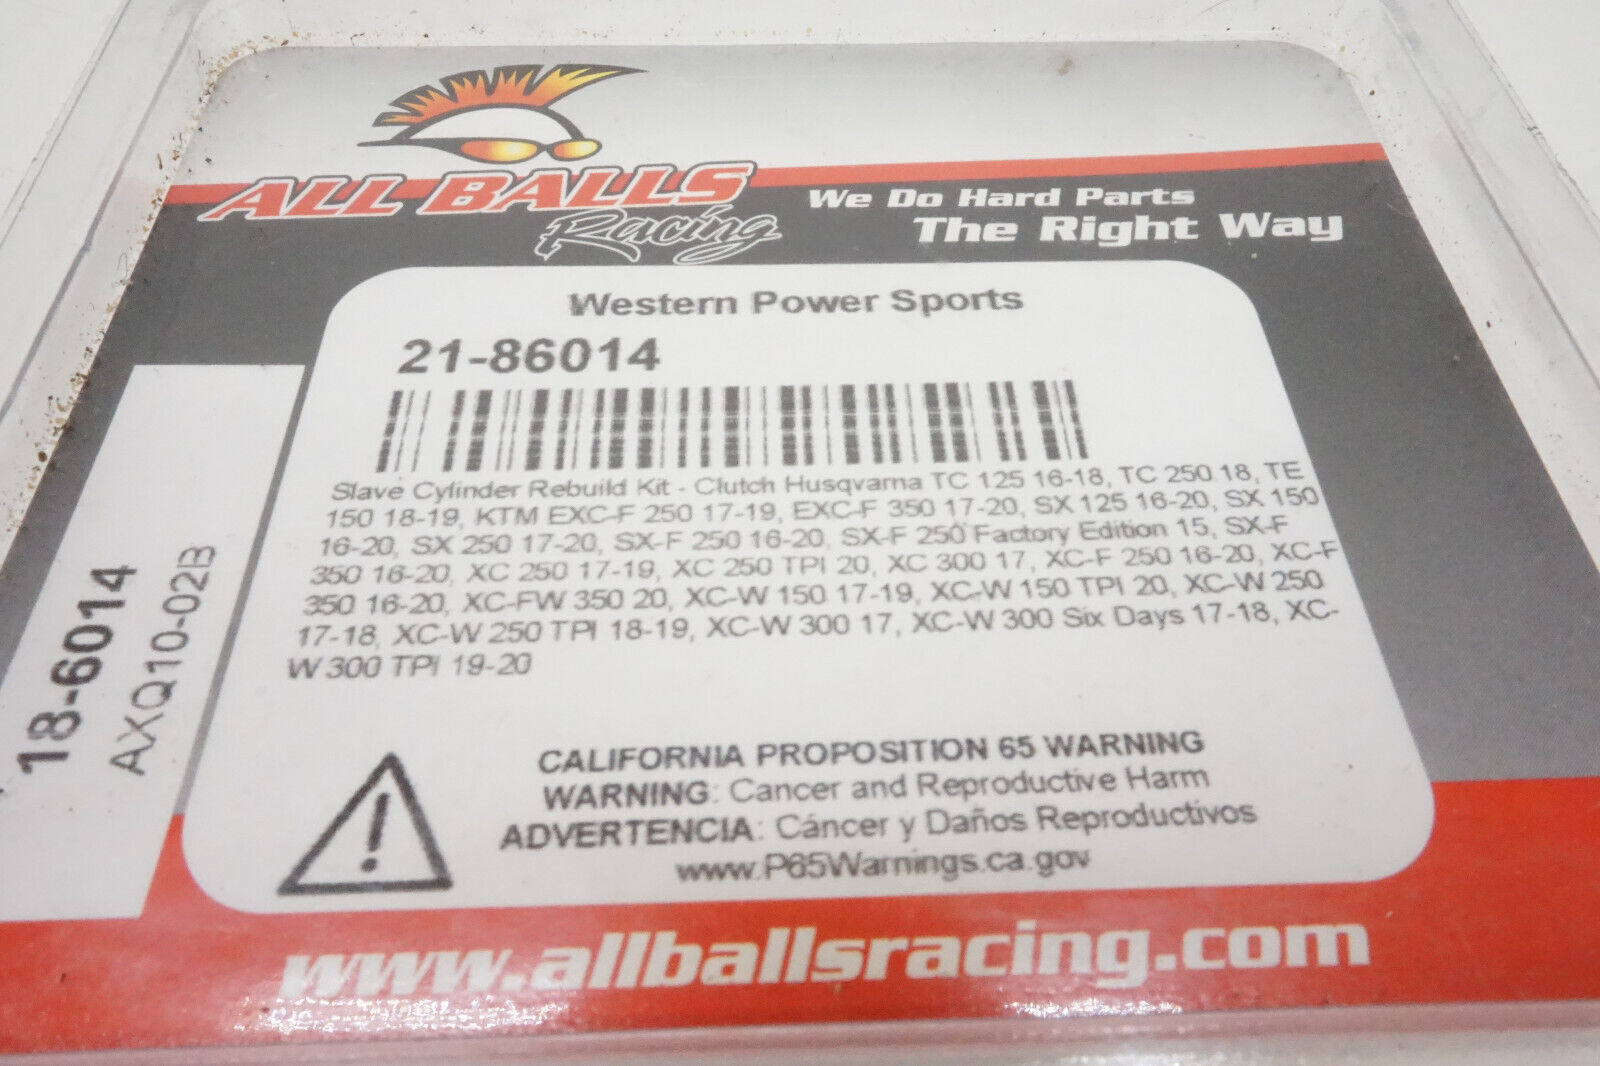 ALL BALLS
Racing
We Do Hard Parts
The Right Way
Western Power Sports
21-86014
Slave Cylinder Rebuild Kit - Clutch Husqvarna TC 125 16-18, TC 250 18, TE
150 18-19, KTM EXC-F 250 17-19, EXC-F 350 17-20, SX 125 16-20, SX 150
16-20, SX 250 17-20, SX-F 250 16-20, SX-F 250 Factory Edition 15, SX-F
350 16-20, XC 250 17-19, XC 250 TPI 20, XC 300 17, XC-F 250 16-20, XC-F
350 16-20, XC-FW 350 20, XC-W 150 17-19, XC-W 150 TPI 20, XC-W 250
17-18, XC-W 250 TPI 18-19, XC-W 300 17, XC-W 300 Six Days 17-18, XC-
W 300 TPI 19-20
18-6014
AXQ10-02B
CALIFORNIA PROPOSITION 65 WARNING
WARNING: Cancer and Reproductive Harm
ADVERTENCIA: Cáncer y Daños Reproductivos
www.P65Warnings.ca.gov
www.allballsracing.com